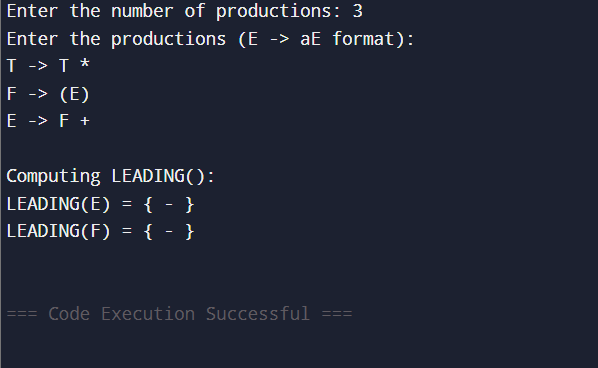 Enter the number of productions: 3
Enter the productions (E -> aE format):
T -> T *
F -> (E)
E -> F +
Computing LEADING():
LEADING(E) = { - }
LEADING(F) = { - }
=== Code Execution Successful ===